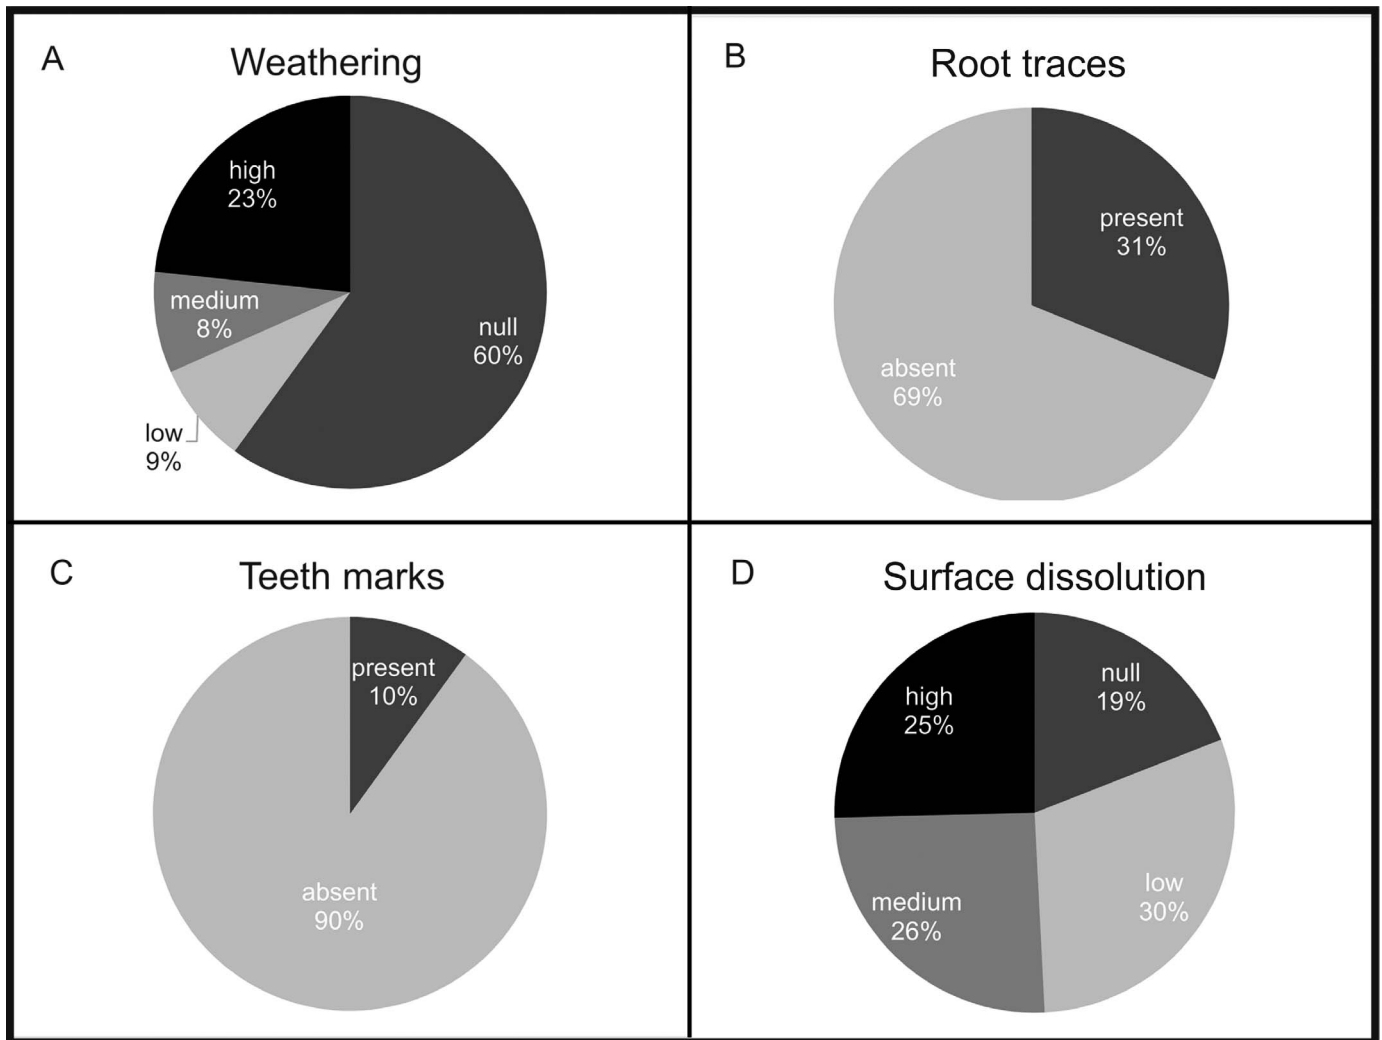 A
Weathering
high
23%
medium
8%
null
60%
low
9%
B
Root traces
present
31%
absent
69%
C
Teeth marks
present
10%
absent
90%
D
Surface dissolution
null
19%
high
25%
low
30%
medium
26%